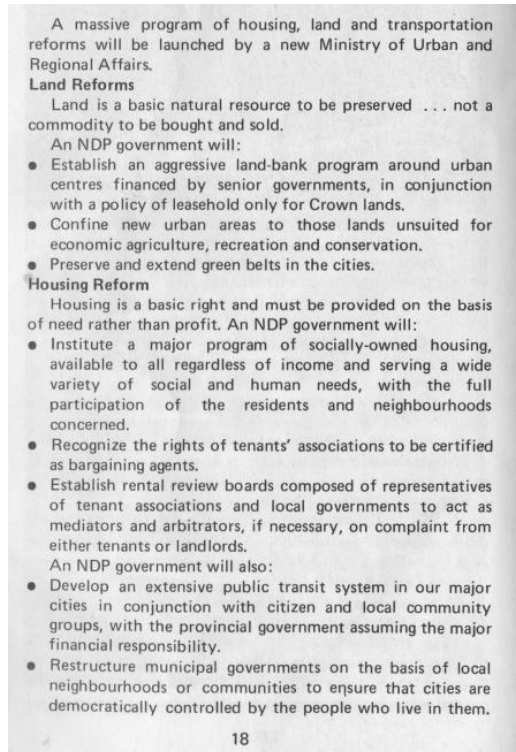 A massive program of housing, land and transportation
reforms will be launched by a new Ministry of Urban and
Regional Affairs.
Land Reforms
Land is a basic natural resource to be preserved . . . not a
commodity to be bought and sold.
An NDP government will:
● Establish an aggressive land-bank program around urban
centres financed by senior governments, in conjunction
with a policy of leasehold only for Crown lands.
● Confine new urban areas to those lands unsuited for
economic agriculture, recreation and conservation.
● Preserve and extend green belts in the cities.
Housing Reform
Housing is a basic right and must be provided on the basis
of need rather than profit. An NDP government will:
● Institute a major program of socially-owned housing,
available to all regardless of income and serving a wide
variety of social and human needs, with the full
participation of the residents and neighbourhoods
concerned.
● Recognize the rights of tenants' associations to be certified
as bargaining agents.
● Establish rental review boards composed of representatives
of tenant associations and local governments to act as
mediators and arbitrators, if necessary, on complaint from
either tenants or landlords.
An NDP government will also:
● Develop an extensive public transit system in our major
cities in conjunction with citizen and local community
groups, with the provincial government assuming the major
financial responsibility.
● Restructure municipal governments on the basis of local
neighbourhoods or communities to ensure that cities are
democratically controlled by the people who live in them.
18